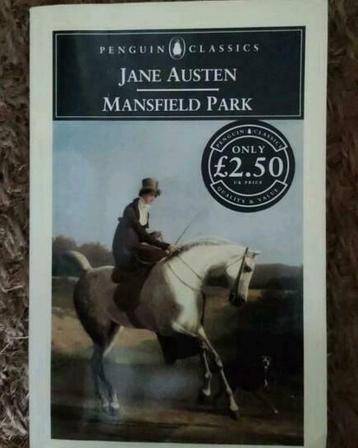 PENGUIN CLASSICS
JANE AUSTEN
MANSFIELD PARK
PENGUIN CLASSICS
ONLY
£2.50
UK PRICE
QUALITY & VALUE